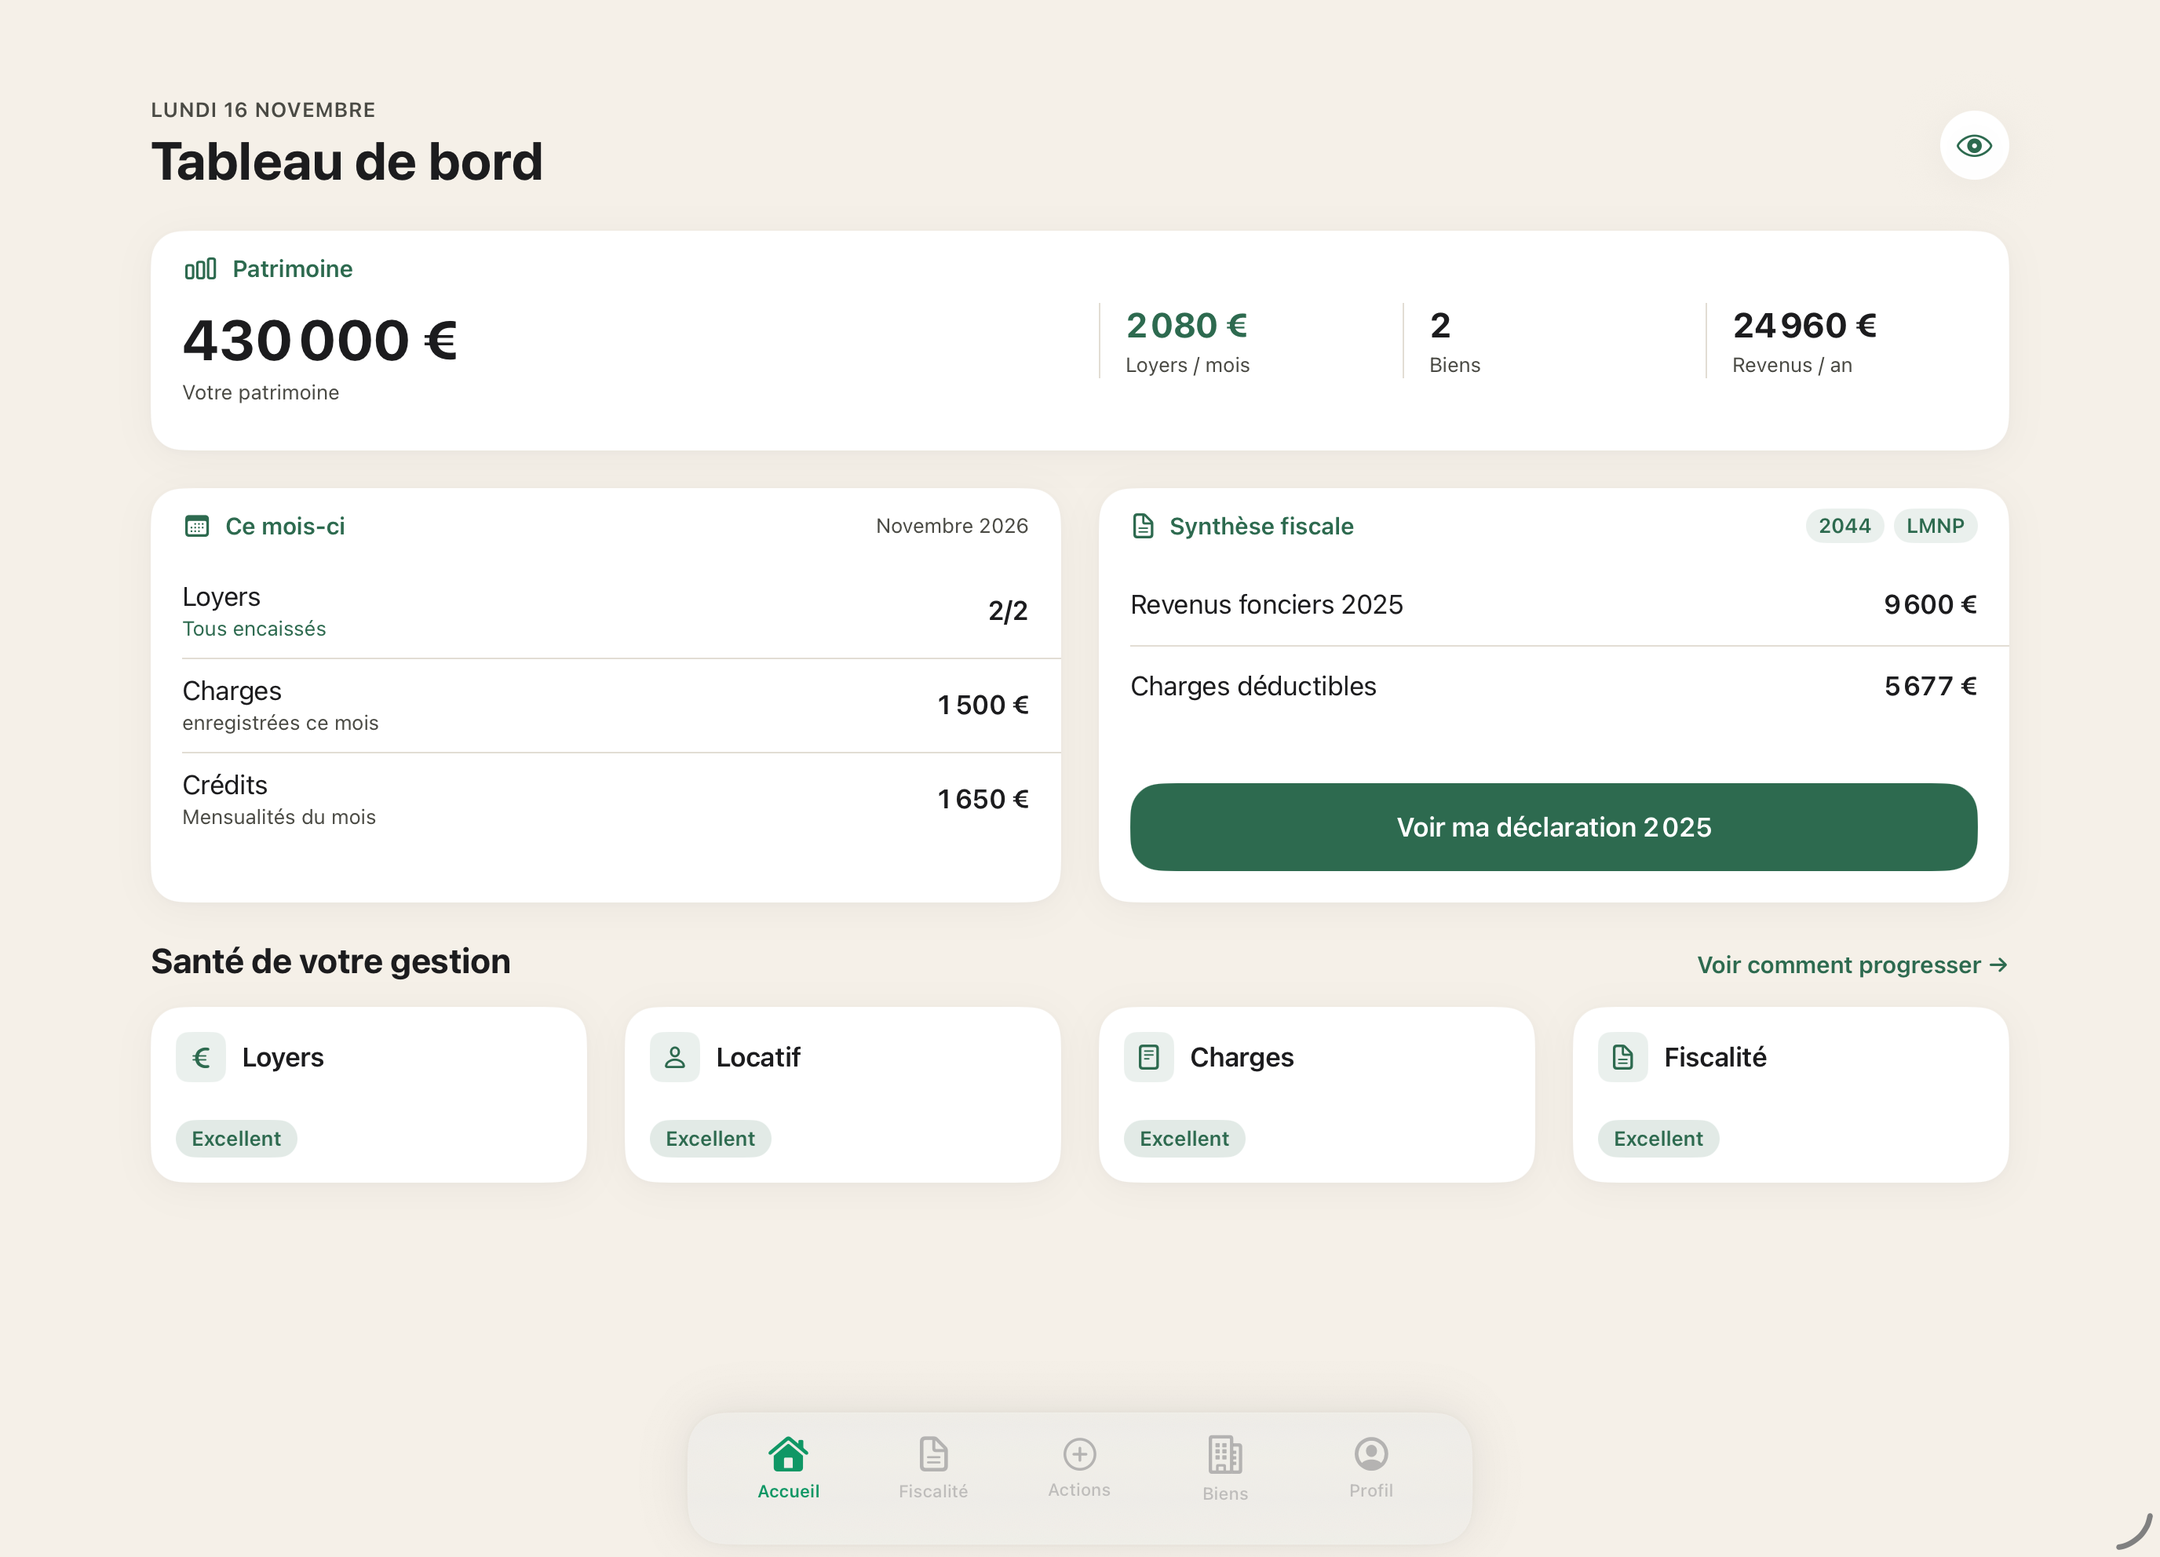 LUNDI 16 NOVEMBRE
Tableau de bord
Patrimoine
430 000 €
Votre patrimoine
2 080 €
Loyers / mois
2
Biens
24 960 €
Revenus / an
Ce mois-ci
Novembre 2026
Loyers
Tous encaissés
2/2
Charges
enregistrées ce mois
1 500 €
Crédits
Mensualités du mois
1 650 €
Synthèse fiscale
2044
LMNP
Revenus fonciers 2025
9 600 €
Charges déductibles
5 677 €
Voir ma déclaration 2 025
Santé de votre gestion
Voir comment progresser →
€ Loyers
Excellent
Locatif
Excellent
Charges
Excellent
Fiscalité
Excellent
Accueil
Fiscalité
Actions
Biens
Profil